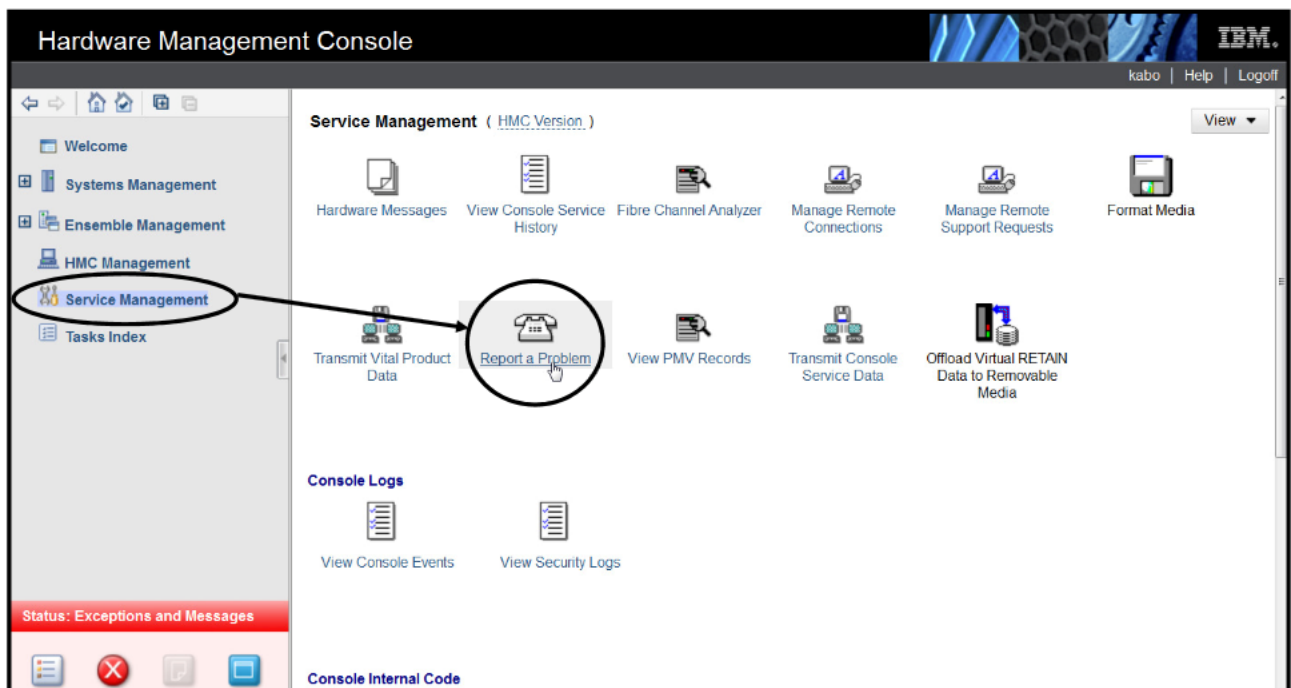 Hardware Management Console
IBM.
kabo | Help | Logoff
Welcome
Systems Management
Ensemble Management
HMC Management
Service Management
Tasks Index
Status: Exceptions and Messages
Service Management ( HMC Version )
View
Hardware Messages
View Console Service
History
Fibre Channel Analyzer
Manage Remote
Connections
Manage Remote
Support Requests
Format Media
Transmit Vital Product
Data
Report a Problem
View PMV Records
Transmit Console
Service Data
Offload Virtual RETAIN
Data to Removable
Media
Console Logs
View Console Events
View Security Logs
Console Internal Code